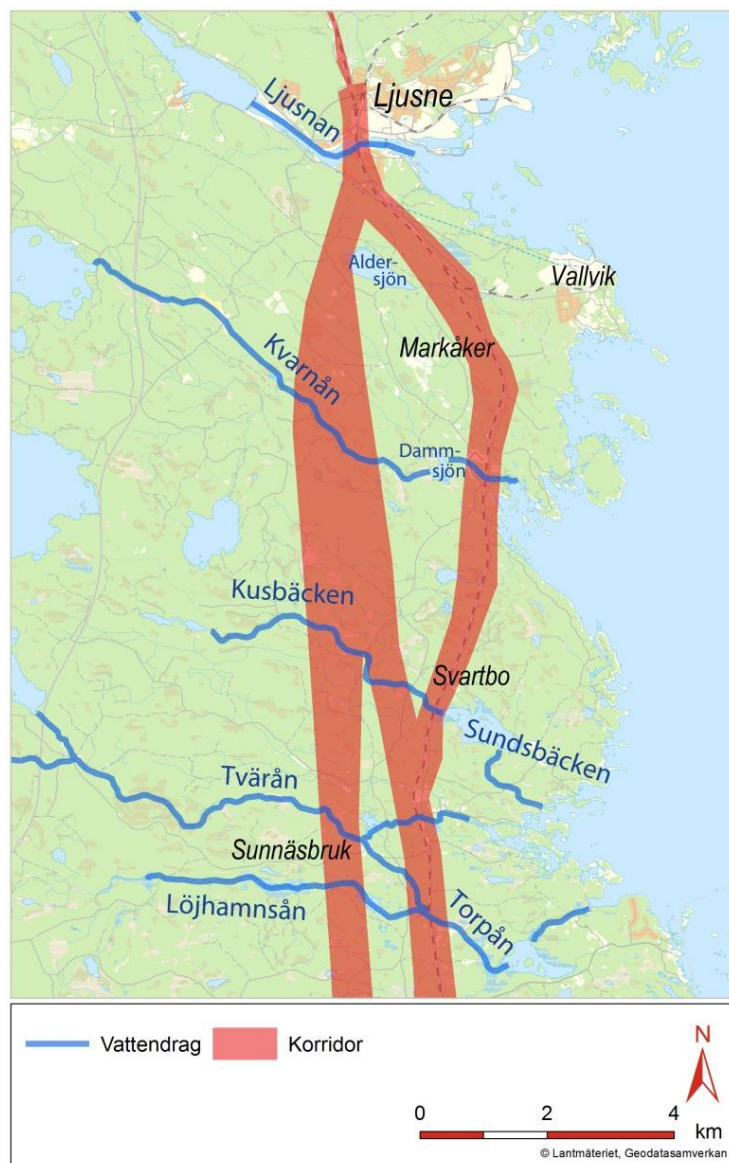 Ljusne
Ljusnan
Alder-
sjön
Vallvik
Markåker
Kvarnån
Damm-
sjön
Kusbäcken
Svartbo
Sundsbäcken
Tvärån
Sunnäsbruk
Löjhamnsån
Torpån
Vattendrag
Korridor
N
0 2 4
km
© Lantmäteriet, Geodatasamverkan